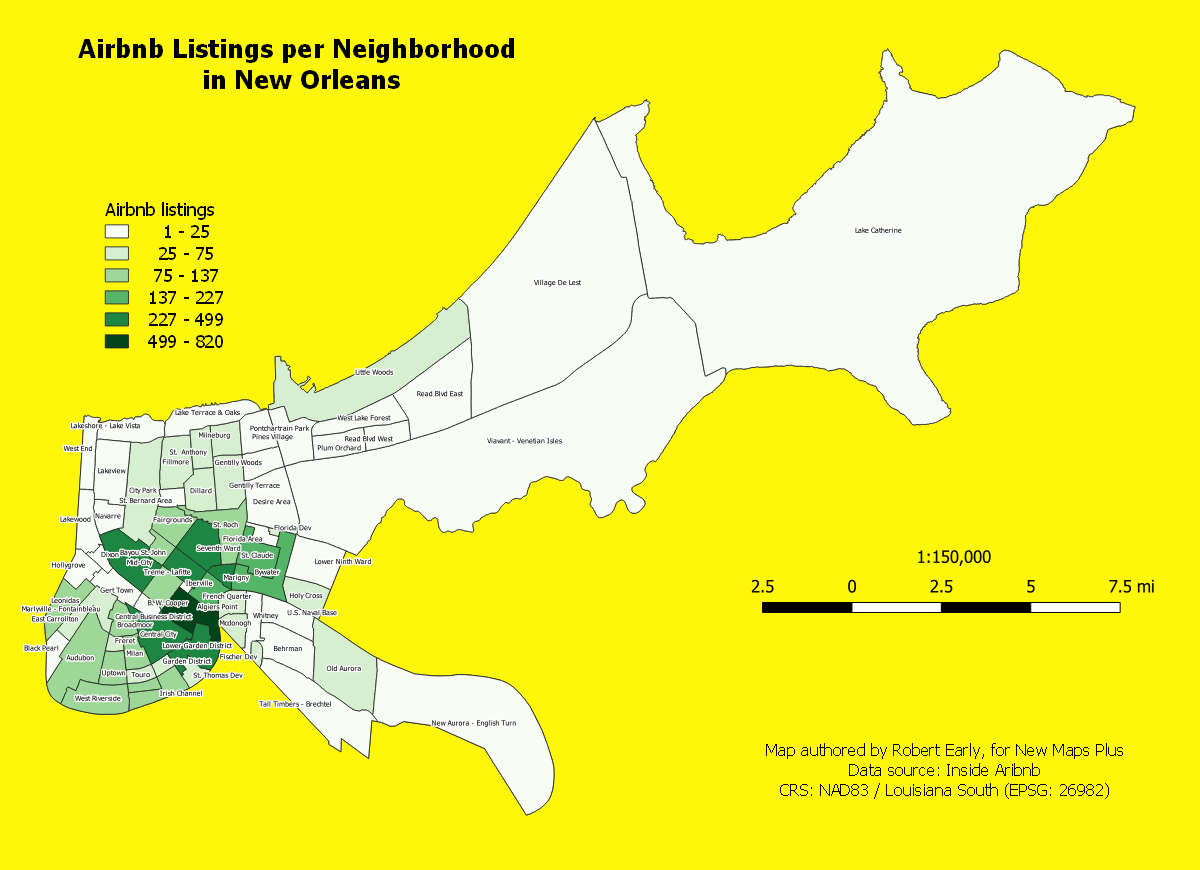 Airbnb Listings per Neighborhood
in New Orleans
Airbnb listings
1 - 25
25 - 75
75 - 137
137 - 227
227 - 499
499 - 820
Lake Catherine
Village De Lest
Little Woods
Read Blvd East
Lake Terrace & Oaks
West Lake Forest
Lakeshore - Lake Vista
Pontchartrain Park
Pines Village
Milneburg
Read Blvd West
Viavant - Venetian Isles
West End
Plum Orchard
St. Anthony
Fillmore
Gentilly Woods
Lakeview
Gentilly Terrace
City Park
Dillard
St. Bernard Area
Desire Area
Navarre
Lakewood
Fairgrounds
St. Roch
Florida Dev
Florida Area
Seventh Ward
Dixon
Bayou St. John
St. Claude
Mid-City
Lower Ninth Ward
Hollygrove
Treme - Lafitte
Bywater
Marigny
Iberville
Gert Town
French Quarter
Holy Cross
Leonidas
B. W. Cooper
Algiers Point
Marlyville - Fontainbleau
U.S. Naval Base
East Carrollton
Central Business District
Whitney
Broadmoor
Mcdonogh
Central City
Freret
Black Pearl
Lower Garden District
Behrman
Milan
Fischer Dev
Audubon
Garden District
Old Aurora
Uptown
Touro
St. Thomas Dev
Irish Channel
West Riverside
Tall Timbers - Brechtel
New Aurora - English Turn
1:150,000
2.5 0 2.5 5 7.5 mi
Map authored by Robert Early, for New Maps Plus
Data source: Inside Aribnb
CRS: NAD83 / Louisiana South (EPSG: 26982)